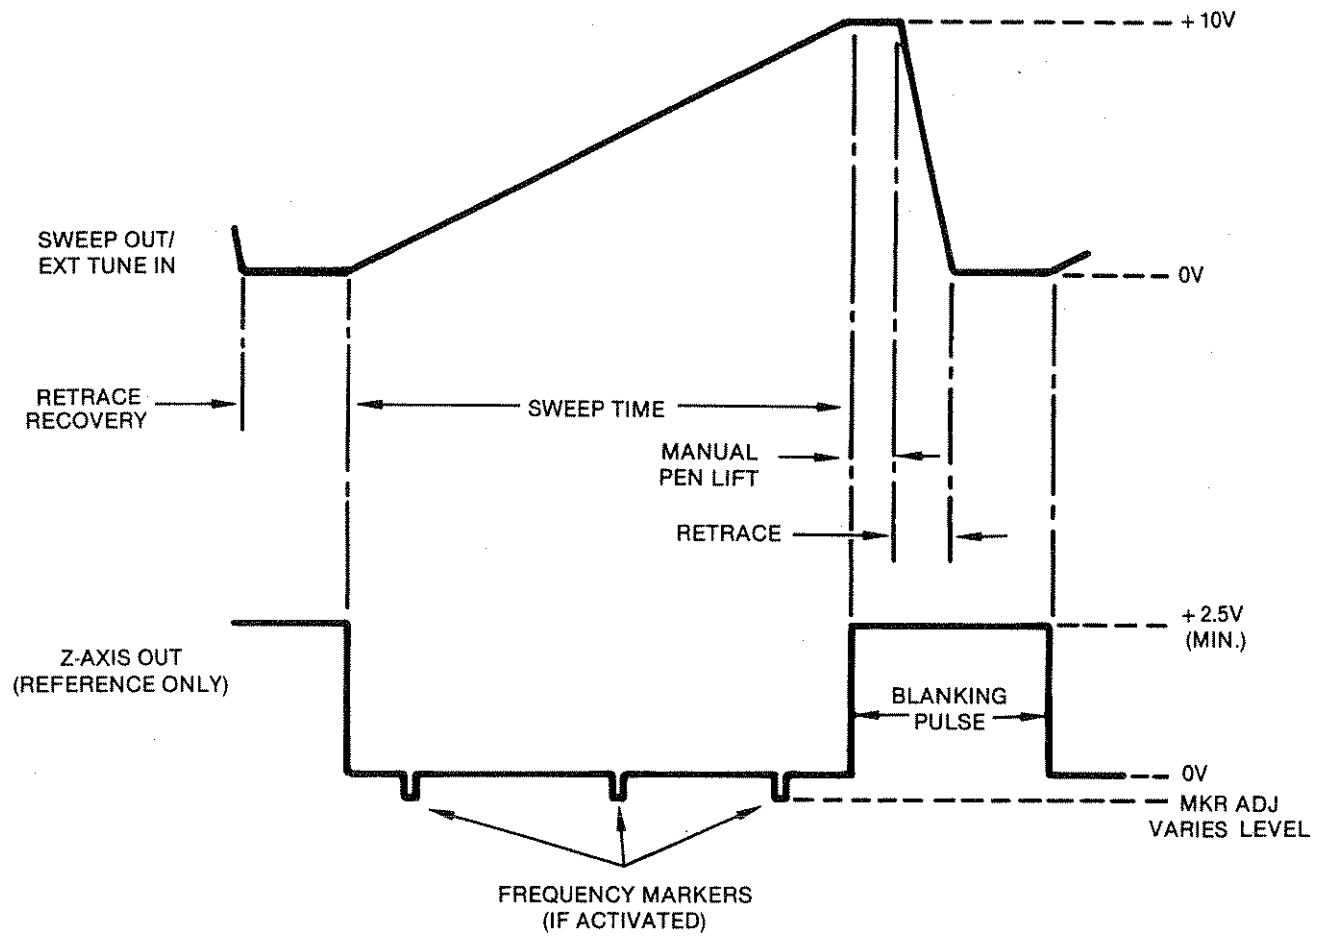 + 10V
SWEEP OUT/
EXT TUNE IN
0V
RETRACE
RECOVERY
SWEEP TIME
MANUAL
PEN LIFT
RETRACE
+ 2.5V
(MIN.)
Z-AXIS OUT
(REFERENCE ONLY)
BLANKING
PULSE
0V
MKR ADJ
VARIES LEVEL
FREQUENCY MARKERS
(IF ACTIVATED)